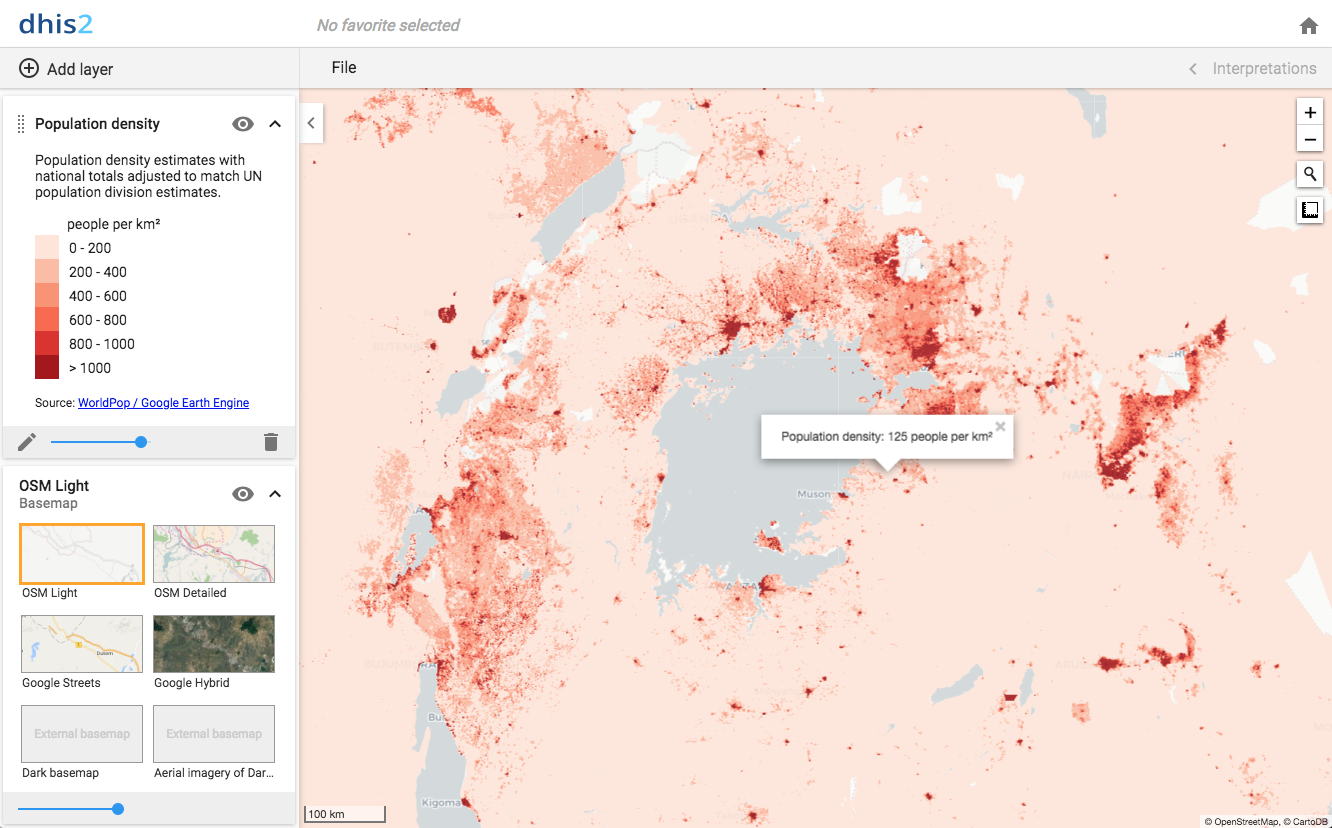 dhis2
No favorite selected
Add layer
File
Interpretations
Population density
Population density estimates with
national totals adjusted to match UN
population division estimates.
people per km²
0 - 200
200 - 400
400 - 600
600 - 800
800 - 1000
> 1000
Source: WorldPop / Google Earth Engine
OSM Light
Basemap
OSM Light
OSM Detailed
Google Streets
Google Hybrid
External basemap
External basemap
Dark basemap
Aerial imagery of Dar...
+
−
Population density: 125 people per km²
×
Muson
Kigoma
100 km
© OpenStreetMap, © CartoDB